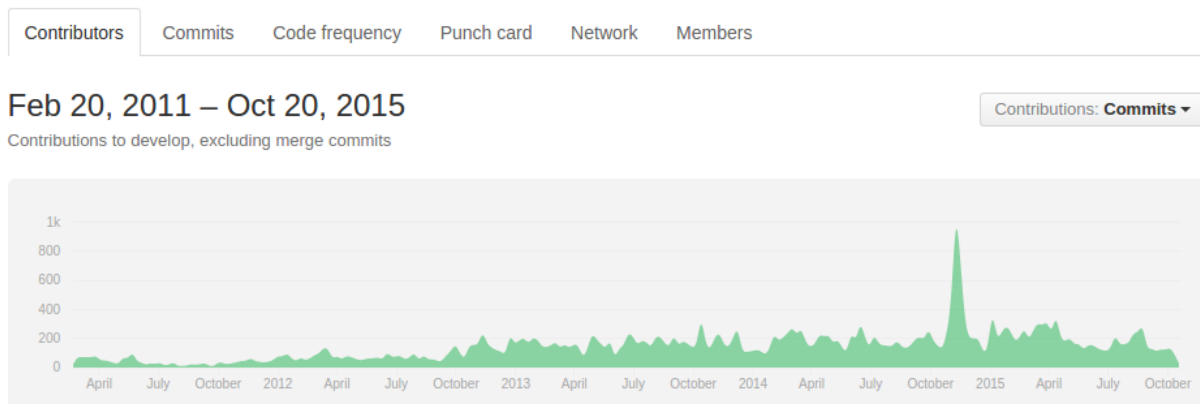 Contributors Commits Code frequency Punch card Network Members
Feb 20, 2011 – Oct 20, 2015
Contributions: Commits
Contributions to develop, excluding merge commits
1k
800
600
400
200
0
April July October 2012 April July October 2013 April July October 2014 April July October 2015 April July October